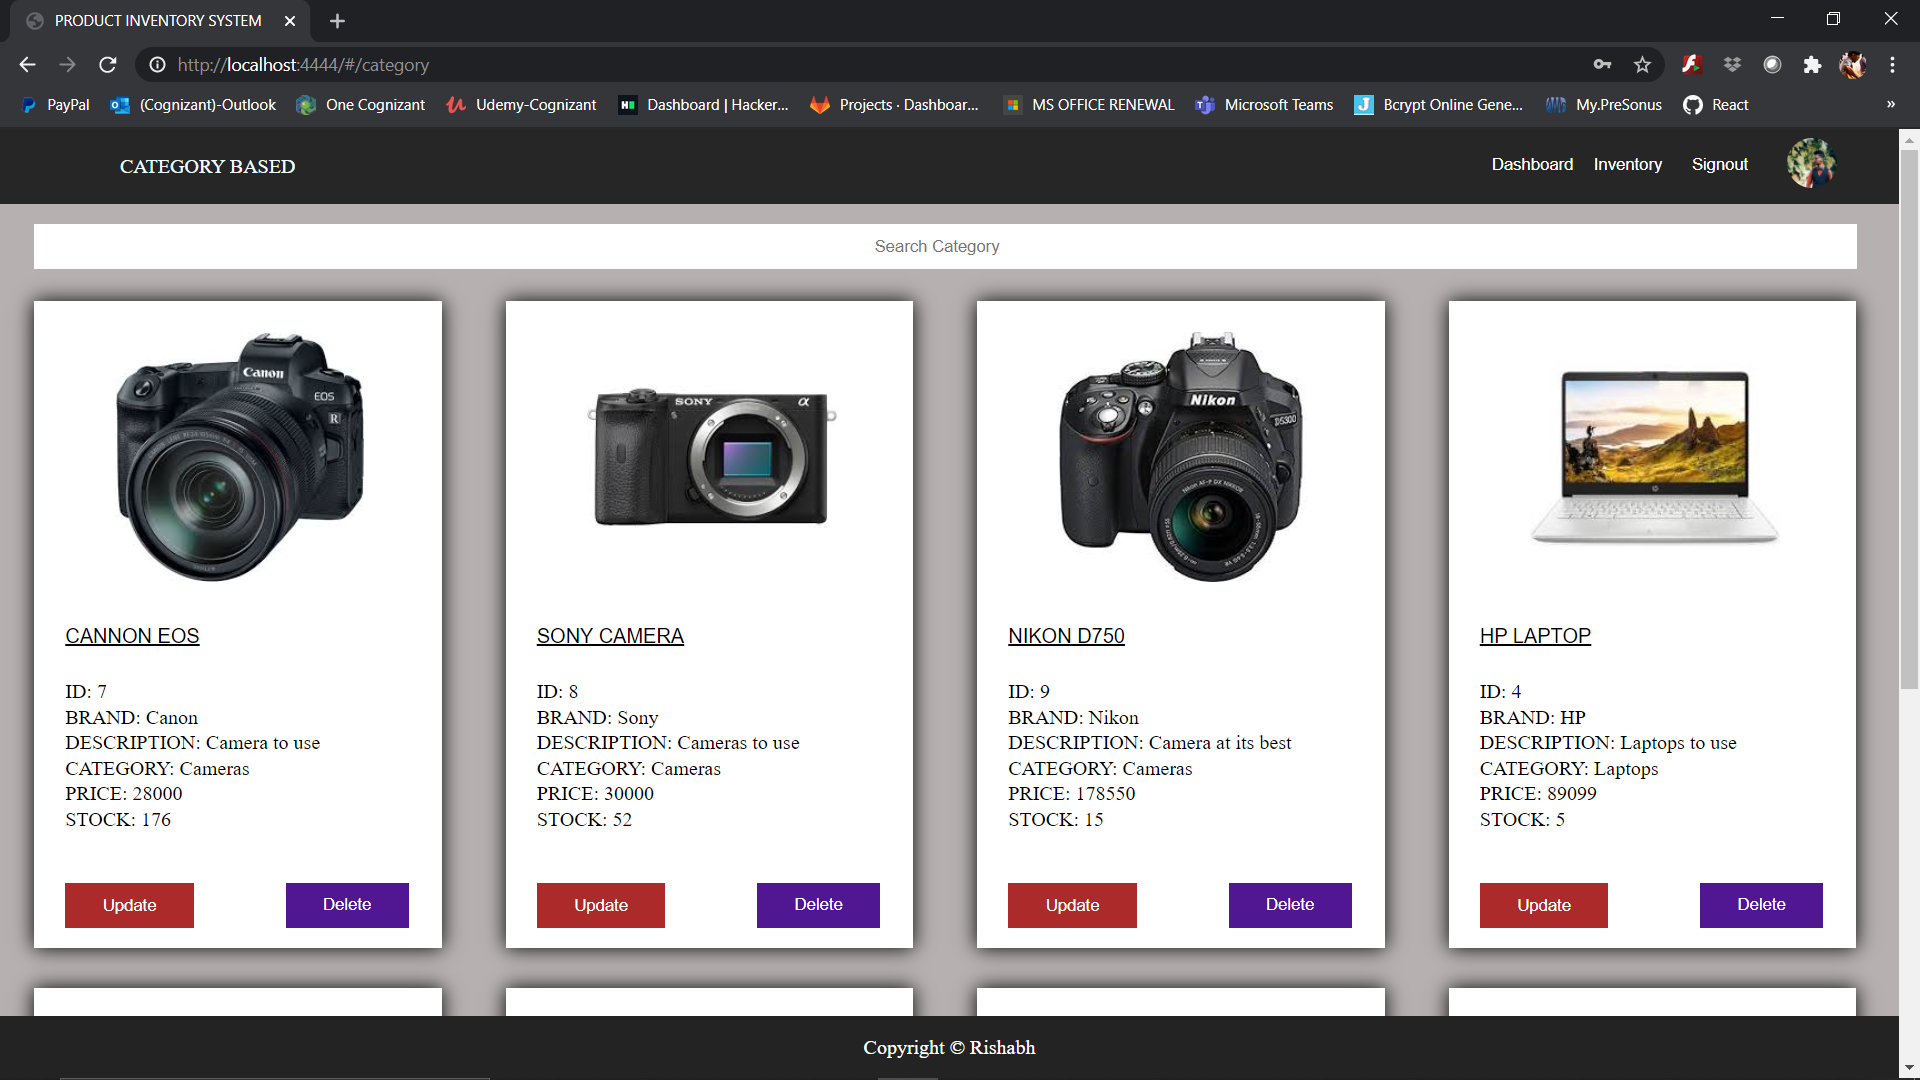 PRODUCT INVENTORY SYSTEM
http://localhost:4444/#/category
PayPal (Cognizant)-Outlook One Cognizant Udemy-Cognizant Dashboard | Hacker... Projects · Dashboar... MS OFFICE RENEWAL Microsoft Teams Bcrypt Online Gene... My.PreSonus React »
CATEGORY BASED Dashboard Inventory Signout
Search Category
Canon
EOS
R
SONY α
Nikon
D5300
CANNON EOS
ID: 7
BRAND: Canon
DESCRIPTION: Camera to use
CATEGORY: Cameras
PRICE: 28000
STOCK: 176
Update Delete
SONY CAMERA
ID: 8
BRAND: Sony
DESCRIPTION: Cameras to use
CATEGORY: Cameras
PRICE: 30000
STOCK: 52
Update Delete
NIKON D750
ID: 9
BRAND: Nikon
DESCRIPTION: Camera at its best
CATEGORY: Cameras
PRICE: 178550
STOCK: 15
Update Delete
HP LAPTOP
ID: 4
BRAND: HP
DESCRIPTION: Laptops to use
CATEGORY: Laptops
PRICE: 89099
STOCK: 5
Update Delete
Copyright © Rishabh